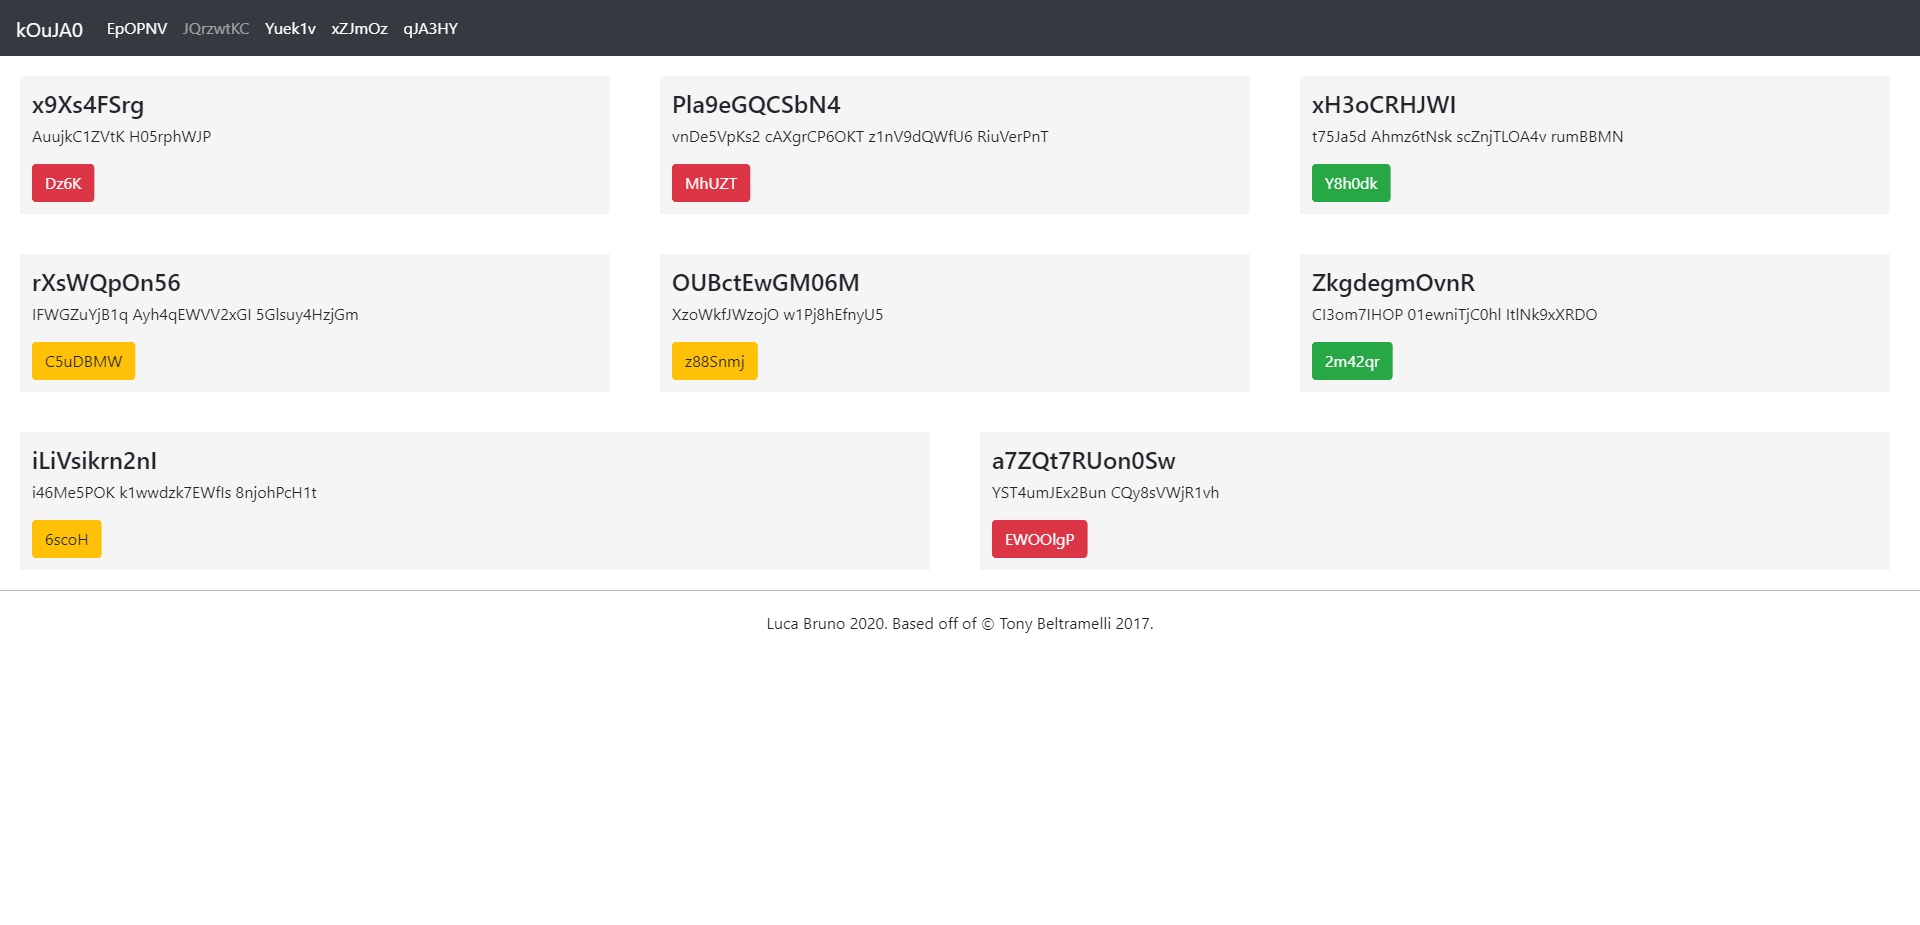 kOuJA0 EpOPNV JQrzwtKC Yuek1v xZJmOz qJA3HY
x9Xs4FSrg
AuujkC1ZVtK H05rphWJP
Dz6K
Pla9eGQCSbN4
vnDe5VpKs2 cAXgrCP6OKT z1nV9dQWfU6 RiuVerPnT
MhUZT
xH3oCRHJWI
t75Ja5d Ahmz6tNsk scZnjTLOA4v rumBBMN
Y8h0dk
rXsWQpOn56
IFWGZuYjB1q Ayh4qEWVV2xGI 5Glsuy4HzjGm
C5uDBMW
OUBctEwGM06M
XzoWkfJWzojO w1Pj8hEfnyU5
z88Snmj
ZkgdegmOvnR
CI3om7IHOP 01ewniTjC0hl ItlNk9xXRDO
2m42qr
iLiVsikrn2nI
i46Me5POK k1wwdzk7EWfIs 8njohPcH1t
6scoH
a7ZQt7RUon0Sw
YST4umJEx2Bun CQy8sVWjR1vh
EWOOlgP
Luca Bruno 2020. Based off of © Tony Beltramelli 2017.